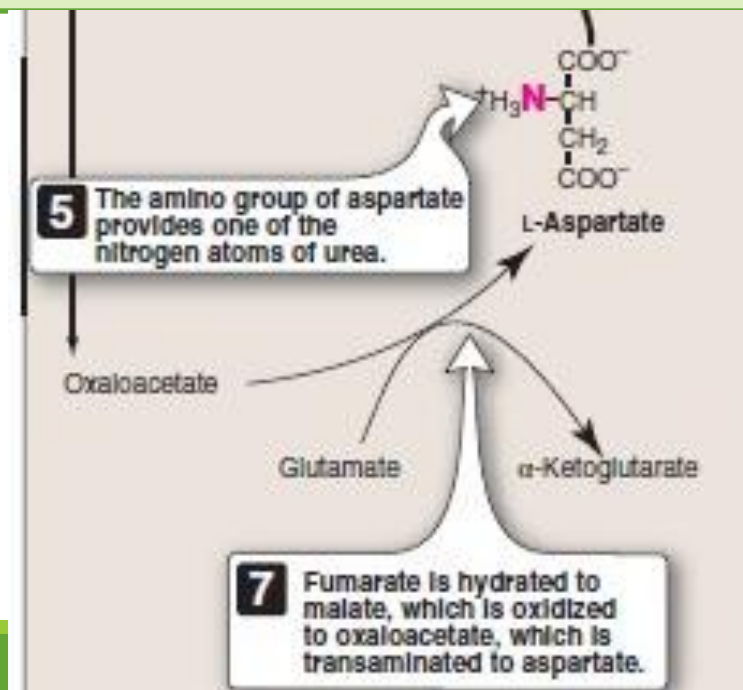 COO⁻
⁺H₃N-CH
CH₂
COO⁻
L-Aspartate
5 The amino group of aspartate
provides one of the
nitrogen atoms of urea.
Oxaloacetate
Glutamate
α-Ketoglutarate
7 Fumarate is hydrated to
malate, which is oxidized
to oxaloacetate, which is
transaminated to aspartate.